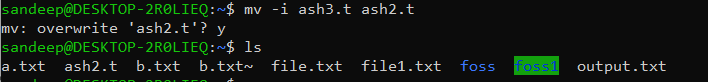 sandeep@DESKTOP-2R0LIEQ:~$ mv -i ash3.t ash2.t
mv: overwrite 'ash2.t'? y
sandeep@DESKTOP-2R0LIEQ:~$ ls
a.txt  ash2.t  b.txt  b.txt~  file.txt  file1.txt  foss  foss1  output.txt